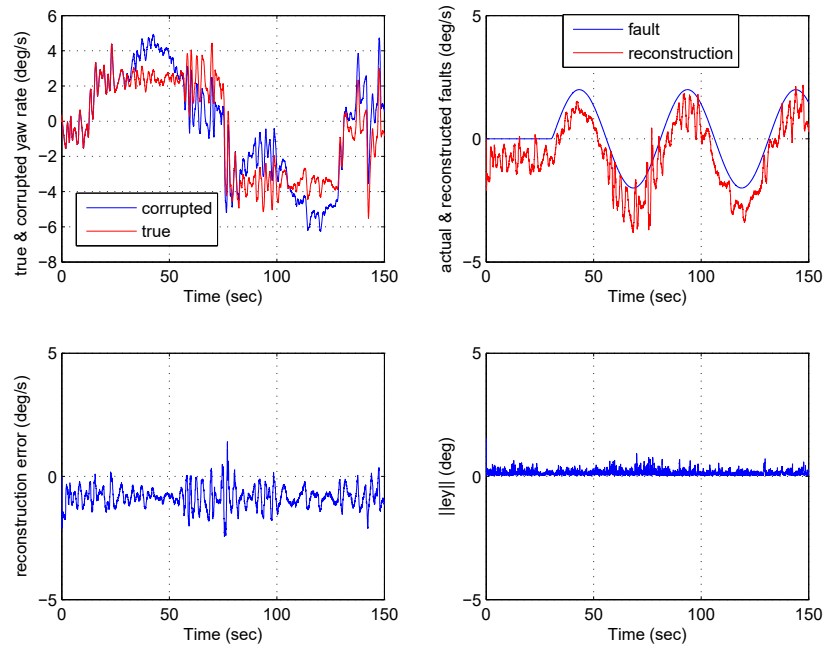 true & corrupted yaw rate (deg/s)
6
4
2
0
−2
−4
−6
−8
corrupted
true
0
50
100
150
Time (sec)
actual & reconstructed faults (deg/s)
5
0
−5
fault
reconstruction
0
50
100
150
Time (sec)
reconstruction error (deg/s)
5
0
−5
0
50
100
150
Time (sec)
||ey|| (deg)
5
0
−5
0
50
100
150
Time (sec)